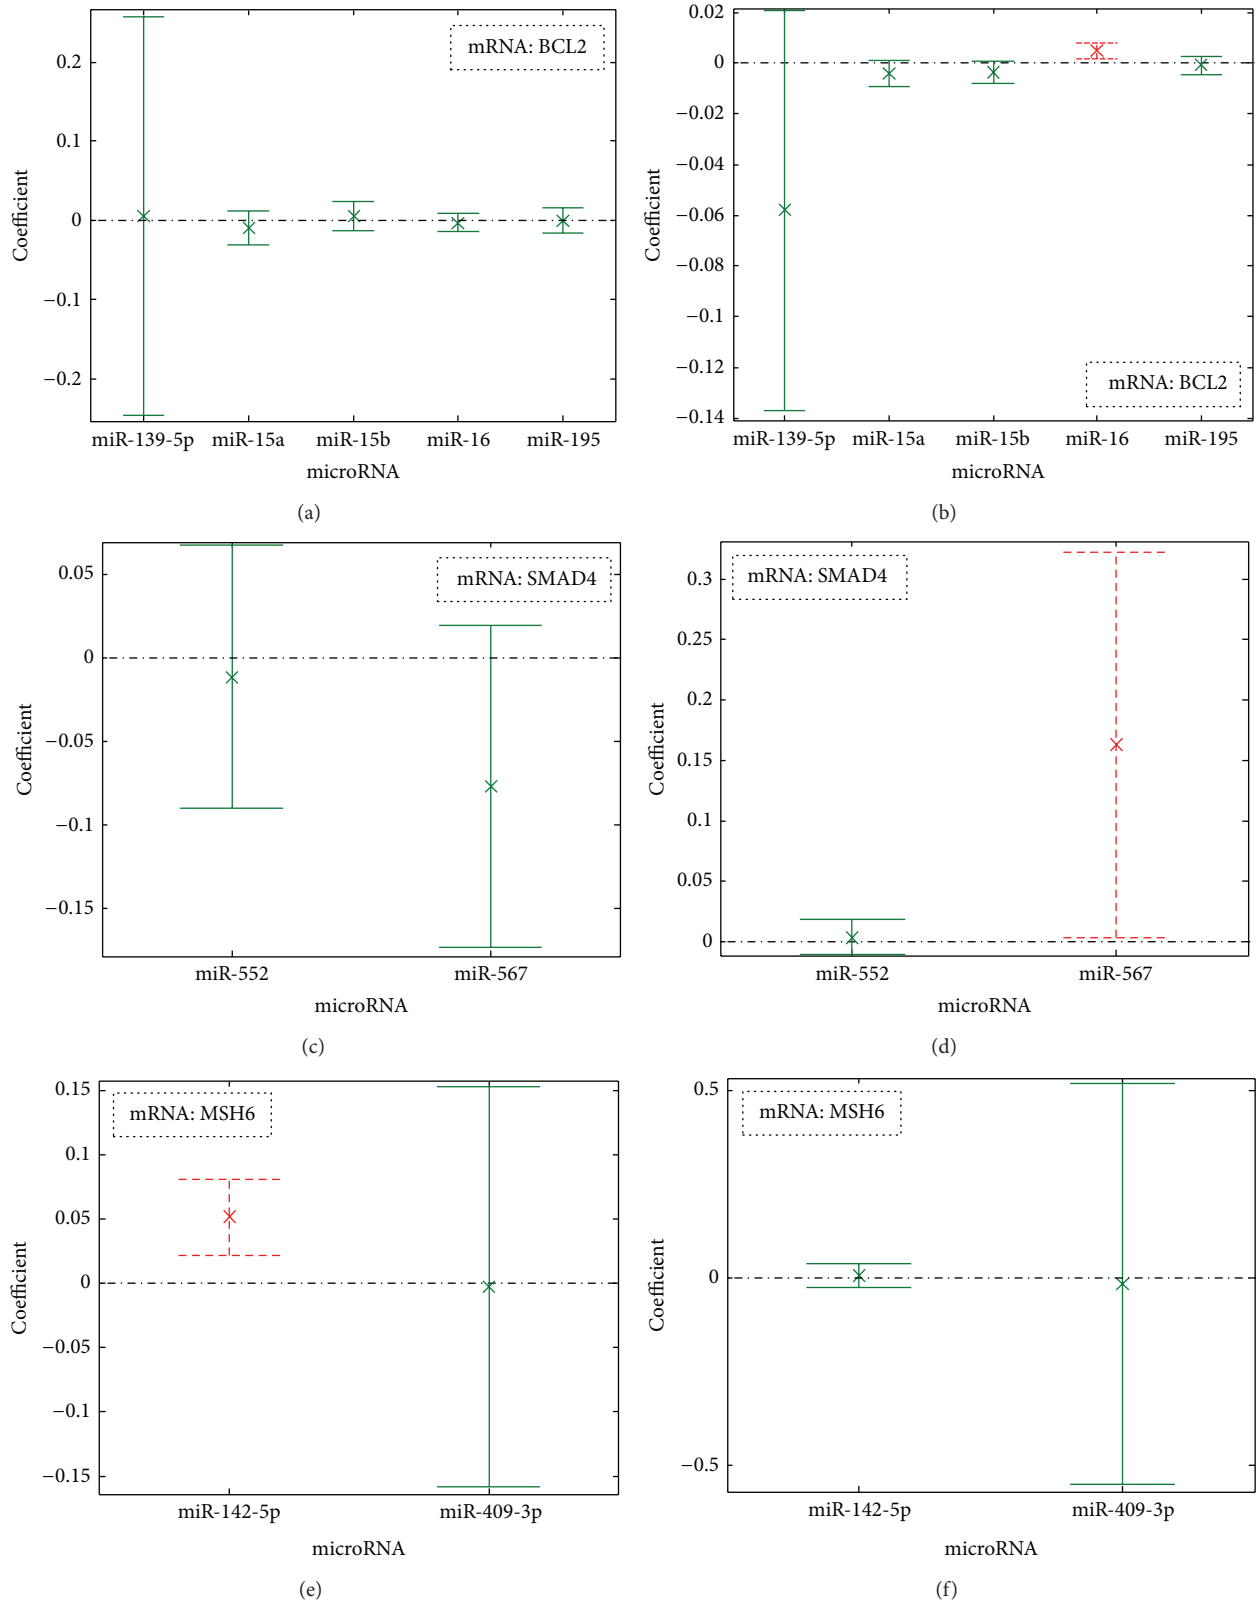 mRNA: BCL2
0.2
0.1
0
−0.1
−0.2
Coefficient
miR-139-5p miR-15a miR-15b miR-16 miR-195
microRNA
(a)
mRNA: BCL2
0.02
0
−0.02
−0.04
−0.06
−0.08
−0.1
−0.12
−0.14
Coefficient
miR-139-5p miR-15a miR-15b miR-16 miR-195
microRNA
(b)
mRNA: SMAD4
0.05
0
−0.05
−0.1
−0.15
Coefficient
miR-552 miR-567
microRNA
(c)
mRNA: SMAD4
0.3
0.25
0.2
0.15
0.1
0.05
0
Coefficient
miR-552 miR-567
microRNA
(d)
mRNA: MSH6
0.15
0.1
0.05
0
−0.05
−0.1
−0.15
Coefficient
miR-142-5p miR-409-3p
microRNA
(e)
mRNA: MSH6
0.5
0
−0.5
Coefficient
miR-142-5p miR-409-3p
microRNA
(f)